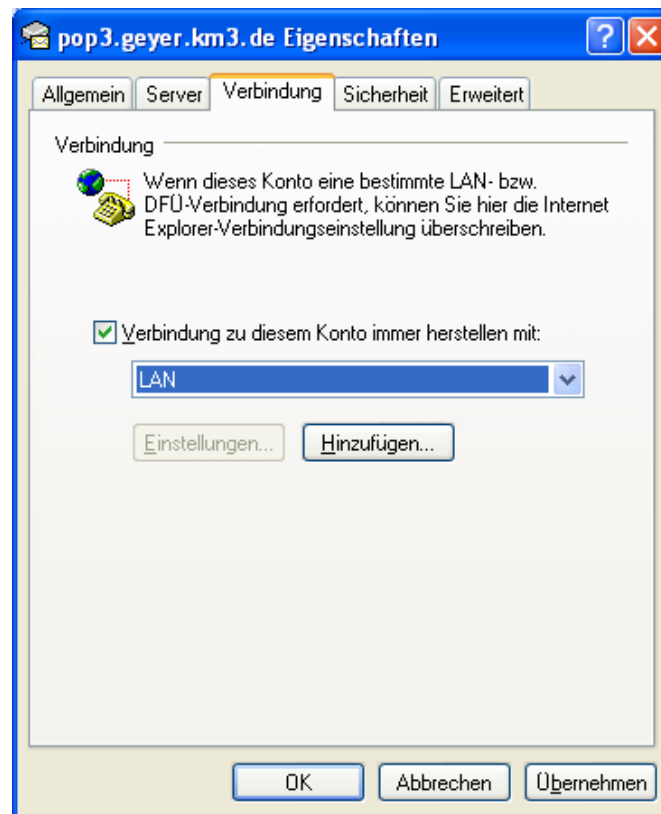 pop3.geyer.km3.de Eigenschaften
Allgemein Server Verbindung Sicherheit Erweitert
Verbindung
Wenn dieses Konto eine bestimmte LAN- bzw.
DFÜ-Verbindung erfordert, können Sie hier die Internet
Explorer-Verbindungseinstellung überschreiben.
Verbindung zu diesem Konto immer herstellen mit:
LAN
Einstellungen... Hinzufügen...
OK Abbrechen Übernehmen